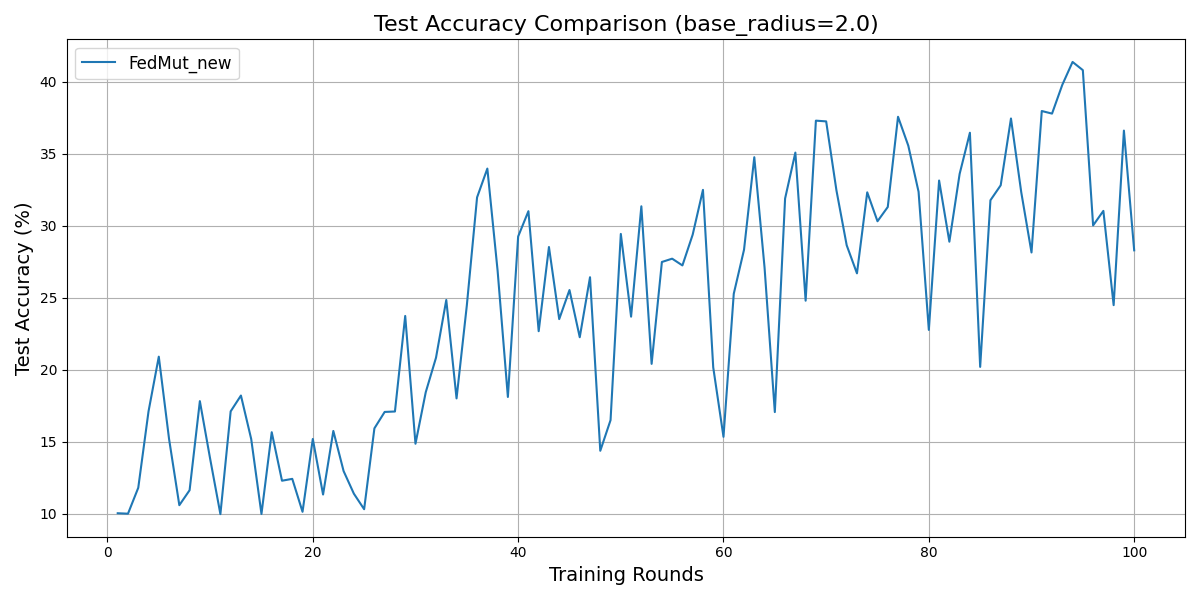 Test Accuracy Comparison (base_radius=2.0)
FedMut_new
Test Accuracy (%)
40
35
30
25
20
15
10
0 20 40 60 80 100
Training Rounds